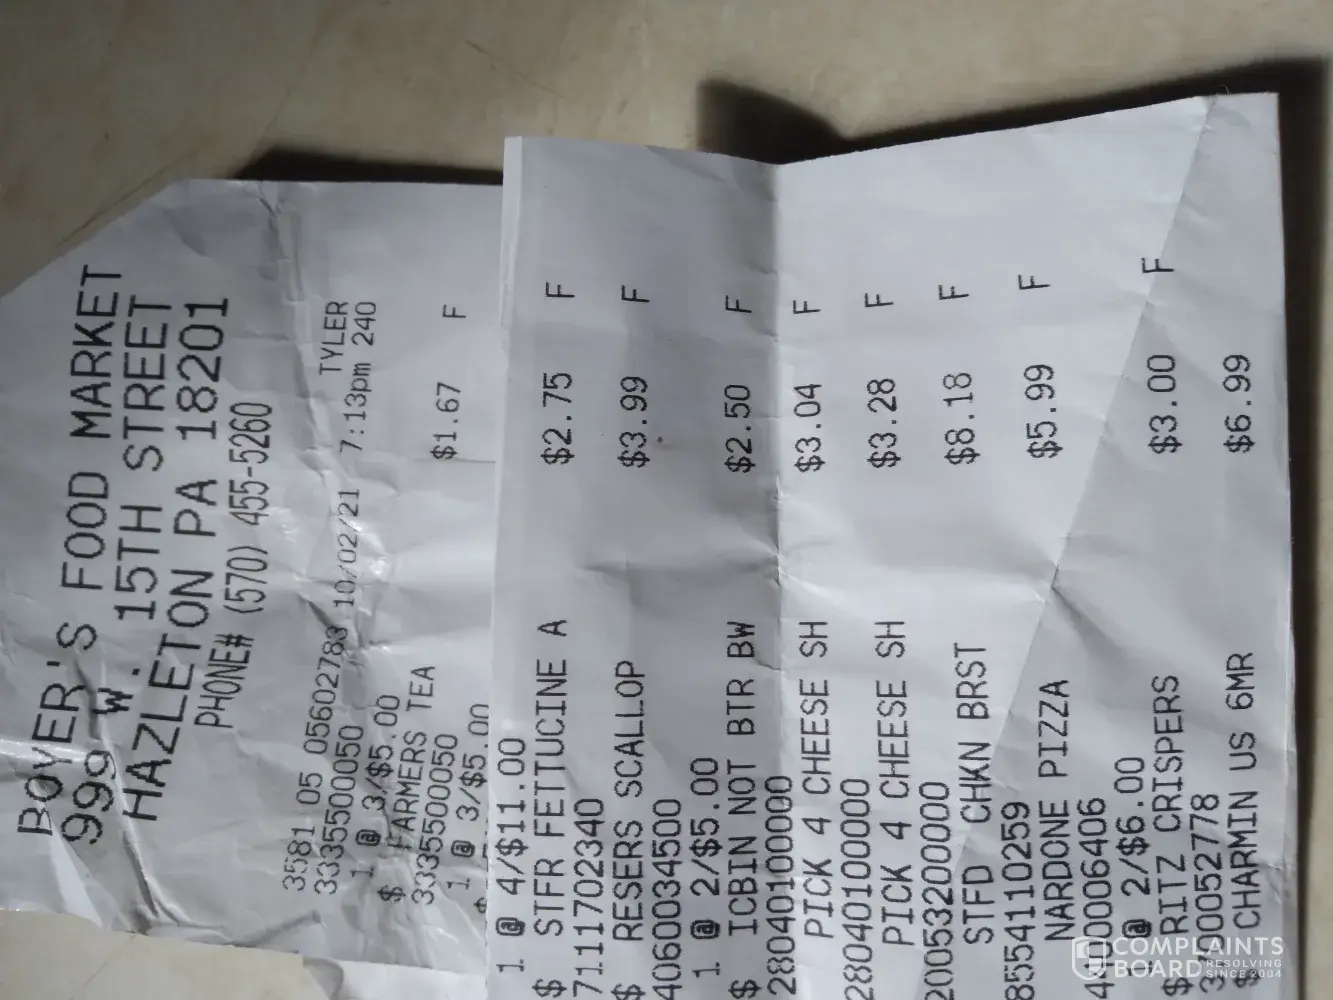 BOYER'S FOOD MARKET
999 W. 15TH STREET
HAZLETON PA 18201
PHONE# (570) 455-5260
3581 05 05602783 10/02/21 TYLER
7:13pm 240
3335500050
1 @ 3/$5.00
$ FARMERS TEA $1.67 F
3335500050
1 @ 3/$5.00
1 @ 4/$11.00
$ STFR FETTUCINE A $2.75 F
7111702340
$ RESERS SCALLOP $3.99 F
4060034500
1 @ 2/$5.00
$ ICBIN NOT BTR BW $2.50 F
28040100000
PICK 4 CHEESE SH $3.04 F
28040100000
PICK 4 CHEESE SH $3.28 F
20053200000
STFD CHKN BRST $8.18 F
8554110259
NARDONE PIZZA $5.99 F
1 @ 2/$6.00
$ RITZ CRISPERS $3.00 F
$ CHARMIN US 6MR $6.99
COMPLAINTS
BOARD RESOLVING
SINCE 2004